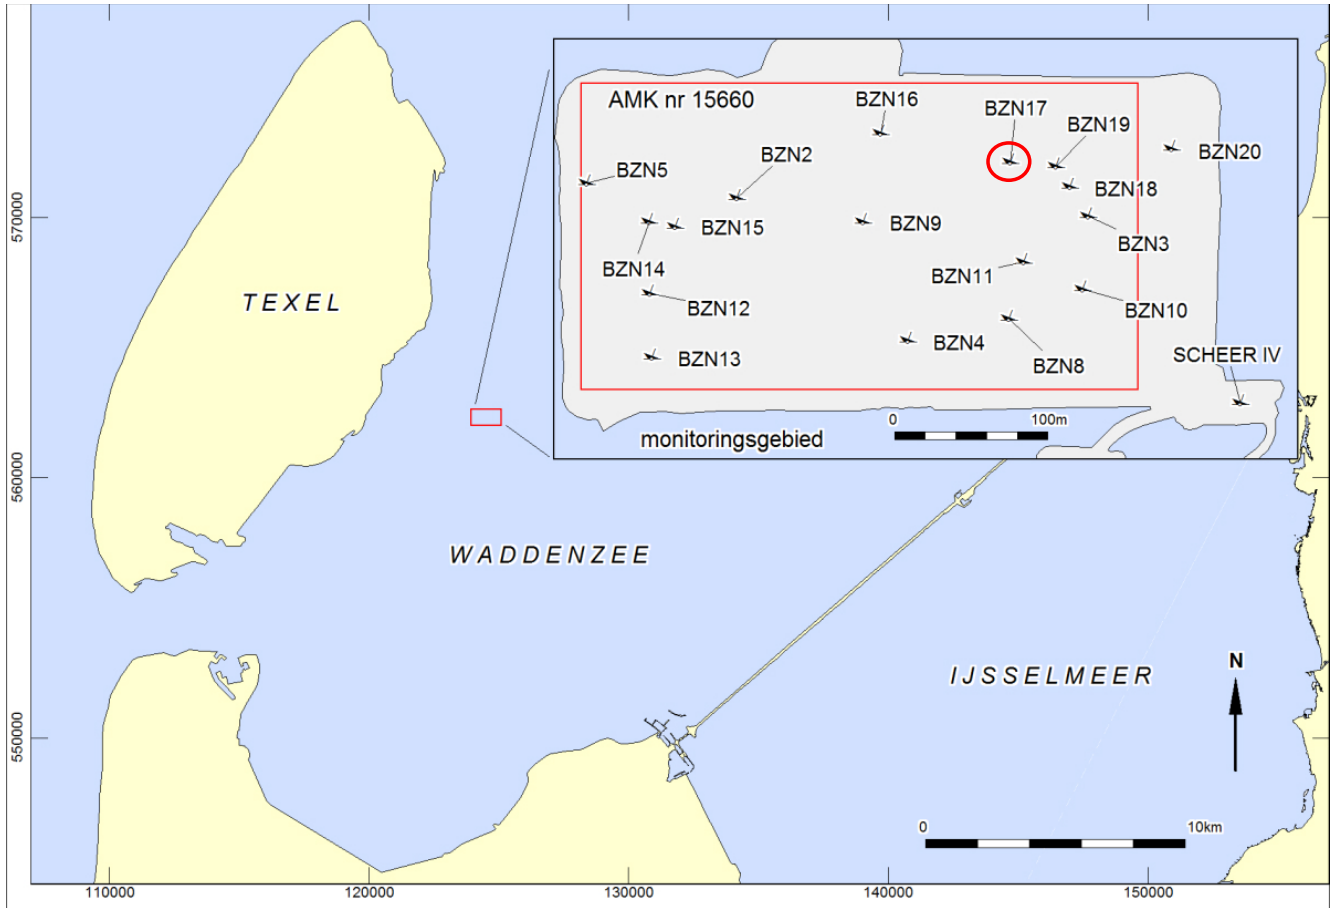 AMK nr 15660
BZN16
BZN17
BZN19
BZN20
BZN2
BZN5
BZN18
BZN15
BZN9
BZN3
BZN14
BZN11
BZN12
BZN10
BZN13
BZN4
BZN8
SCHEER IV
0 100m
monitoringsgebied
TEXEL
WADDENZEE
IJSSELMEER
N
0 10km
570000
560000
550000
110000 120000 130000 140000 150000